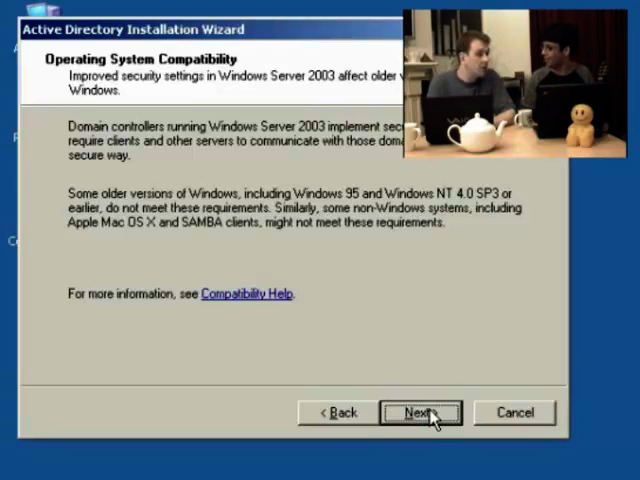 Active Directory Installation Wizard
Operating System Compatibility
Improved security settings in Windows Server 2003 affect older
Windows.
Domain controllers running Windows Server 2003 implement
require clients and other servers to communicate with those
secure way.
Some older versions of Windows, including Windows 95 and Windows NT 4.0 SP3 or
earlier, do not meet these requirements. Similarly, some non-Windows systems, including
Apple Mac OS X and SAMBA clients, might not meet these requirements.
For more information, see Compatibility Help.
< Back
Next
Cancel